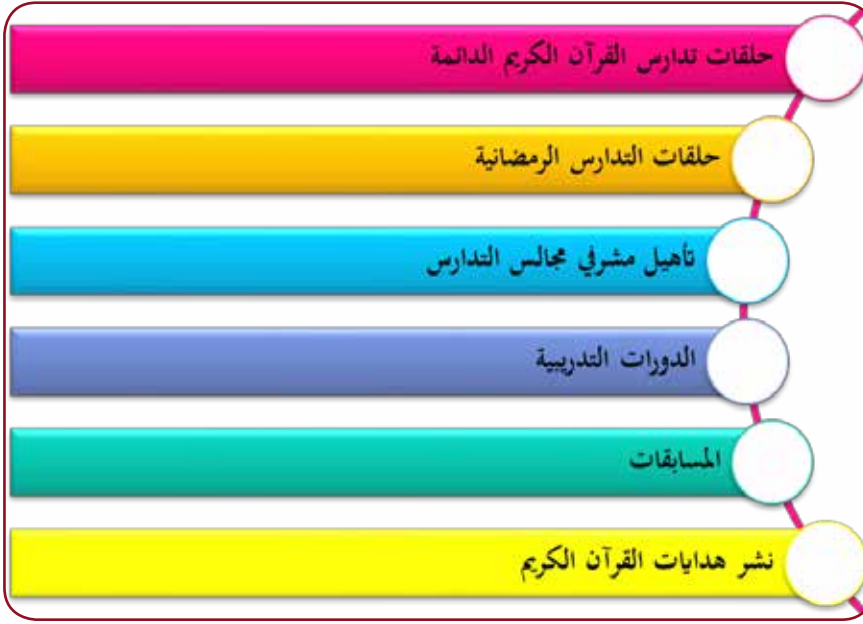 حلقات تدارس القرآن الكريم الدائمة
حلقات التدارس الرمضانية
تأهيل مشرفي مجالس التدارس
الدورات التدريبية
المسابقات
نشر هدايات القرآن الكريم